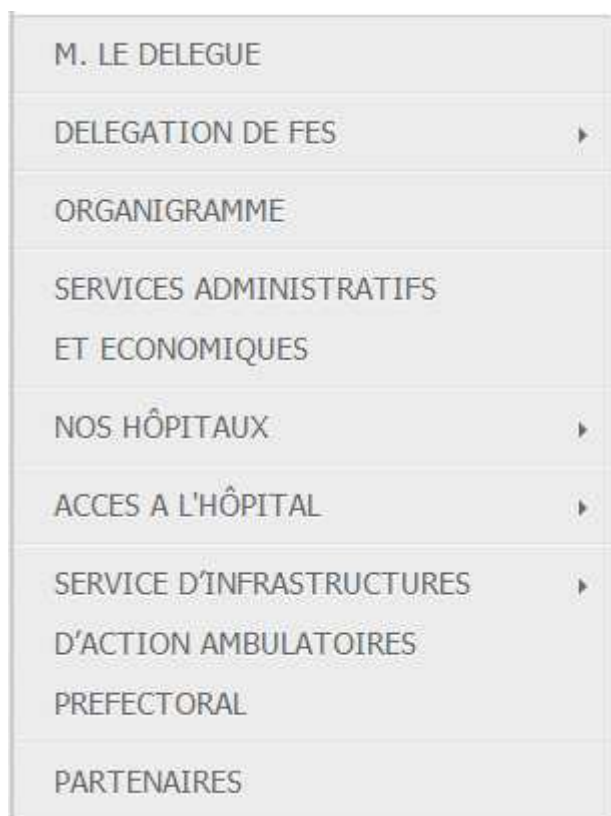 M. LE DELEGUE
DELEGATION DE FES
ORGANIGRAMME
SERVICES ADMINISTRATIFS
ET ECONOMIQUES
NOS HÔPITAUX
ACCES A L'HÔPITAL
SERVICE D’INFRASTRUCTURES
D’ACTION AMBULATOIRES
PREFECTORAL
PARTENAIRES